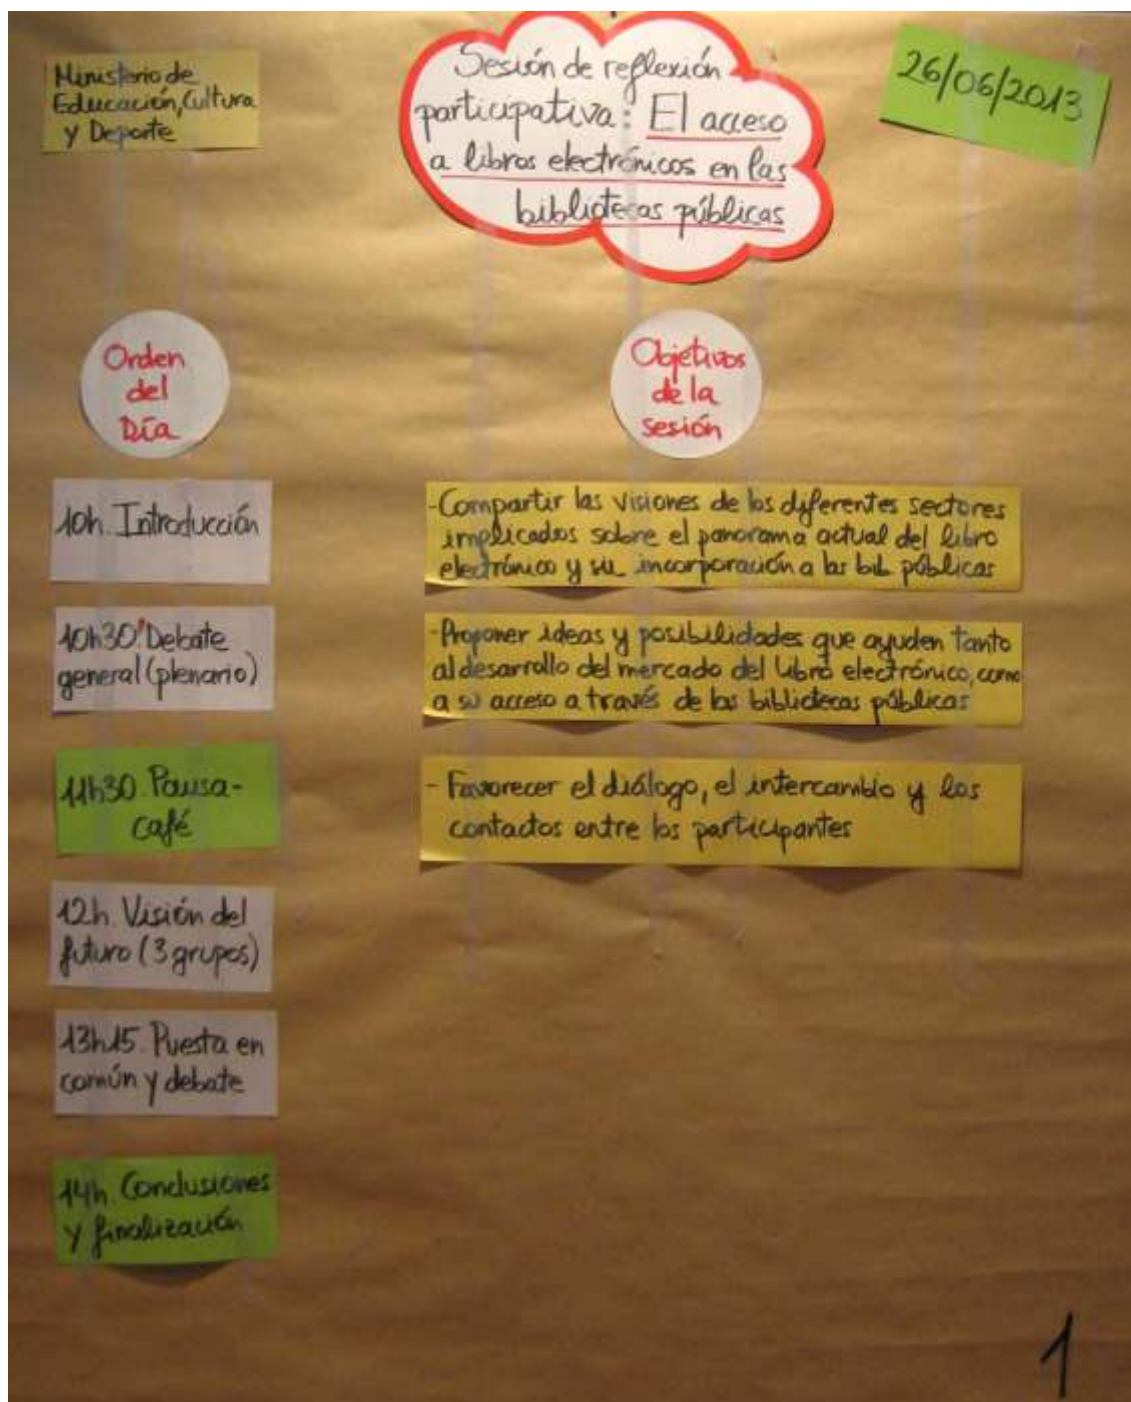 Ministerio de
Educación, Cultura
y Deporte
Sesión de reflexión
participativa: El acceso
a libros electrónicos en las
bibliotecas públicas
26/06/2013
Orden
del
Día
10h. Introducción
10h30. Debate
general (plenario)
11h30. Pausa-
café
12h. Visión del
futuro (3 grupos)
13h15. Puesta en
común y debate
14h. Conclusiones
y finalización
Objetivos
de la
sesión
-Compartir las visiones de los diferentes sectores
implicados sobre el panorama actual del libro
electrónico y su incorporación a las bib. públicas
-Proponer ideas y posibilidades que ayuden tanto
al desarrollo del mercado del libro electrónico, como
a su acceso a través de las bibliotecas públicas
- Favorecer el diálogo, el intercambio y los
contactos entre los participantes
1